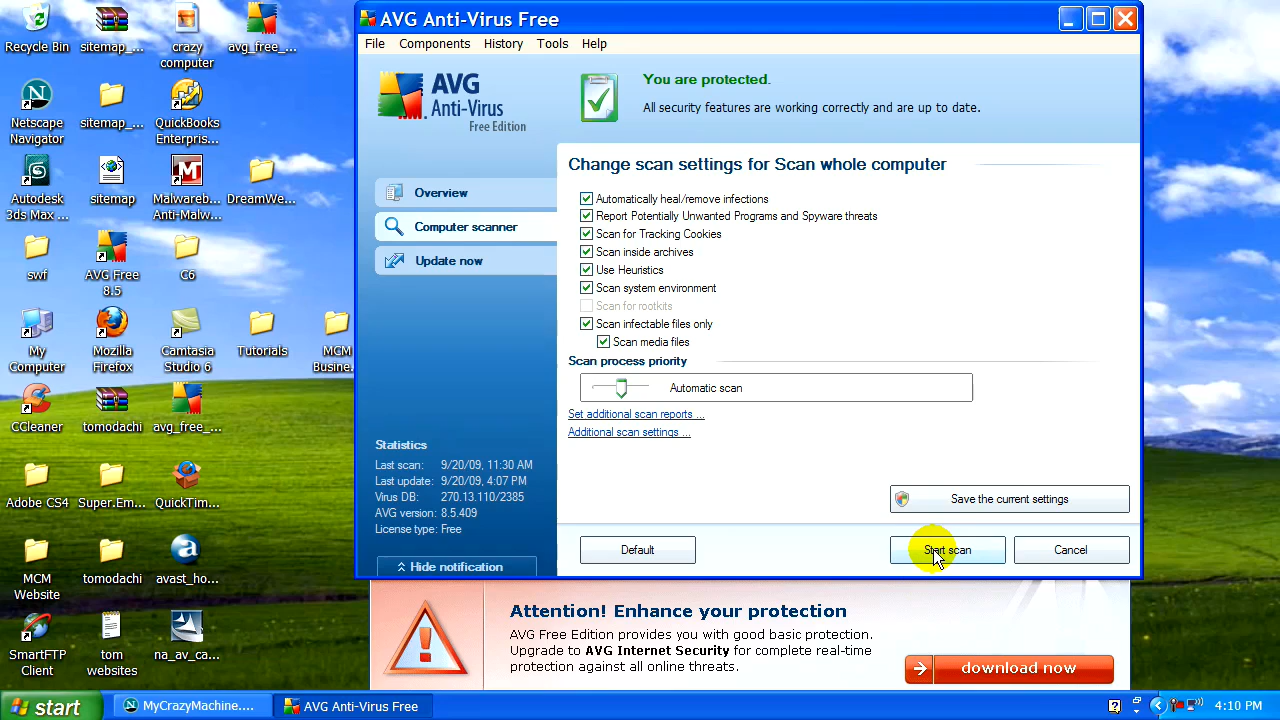 Recycle Bin
sitemap_...
crazy
computer
avg_free_...
Netscape
Navigator
sitemap_...
QuickBooks
Enterpris...
Autodesk
3ds Max ...
sitemap
Malwareb...
Anti-Malw...
DreamWe...
swf
AVG Free
8.5
C6
My
Computer
Mozilla
Firefox
Camtasia
Studio 6
Tutorials
MCM
Busine...
CCleaner
tomodachi
avg_free_...
Adobe CS4
Super.Em...
QuickTim...
MCM
Website
tomodachi
avast_ho...
SmartFTP
Client
tom
websites
na_av_ca...
AVG Anti-Virus Free
File Components History Tools Help
AVG
Anti-Virus
Free Edition
You are protected.
All security features are working correctly and are up to date.
Overview
Computer scanner
Update now
Statistics
Last scan: 9/20/09, 11:30 AM
Last update: 9/20/09, 4:07 PM
Virus DB: 270.13.110/2385
AVG version: 8.5.409
License type: Free
Hide notification
Change scan settings for Scan whole computer
Automatically heal/remove infections
Report Potentially Unwanted Programs and Spyware threats
Scan for Tracking Cookies
Scan inside archives
Use Heuristics
Scan system environment
Scan for rootkits
Scan infectable files only
Scan media files
Scan process priority
Automatic scan
Set additional scan reports ...
Additional scan settings ...
Save the current settings
Default
Start scan
Cancel
Attention! Enhance your protection
AVG Free Edition provides you with good basic protection.
Upgrade to AVG Internet Security for complete real-time
protection against all online threats.
download now
start
MyCrazyMachine....
AVG Anti-Virus Free
4:10 PM